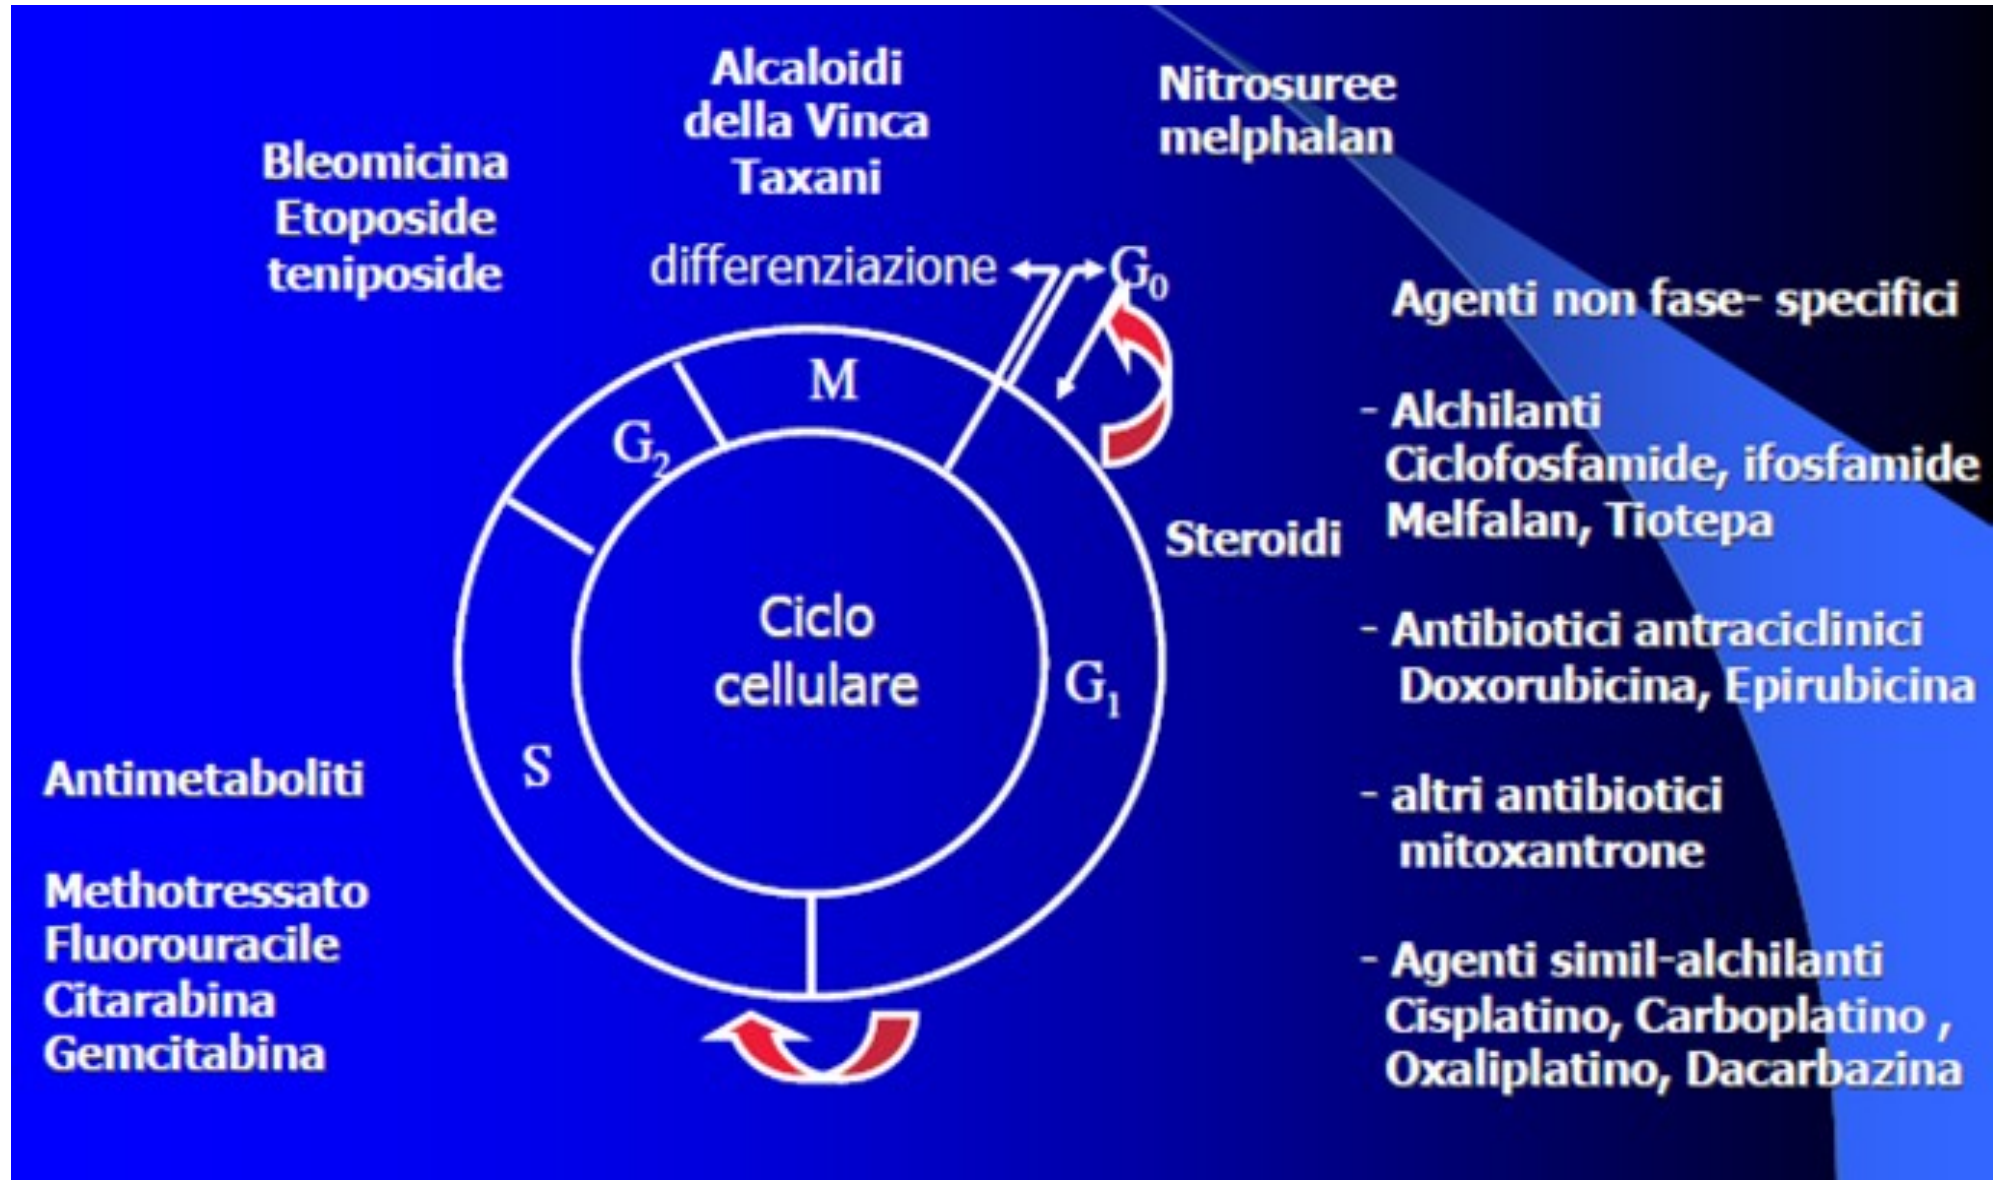 Alcaloidi
della Vinca
Taxani
Nitrosuree
melphalan
Bleomicina
Etoposide
teniposide
differenziazione
G0
M
G2
Ciclo
cellulare
G1
S
Steroidi
Antimetaboliti
Methotressato
Fluorouracile
Citarabina
Gemcitabina
Agenti non fase- specifici
- Alchilanti
Ciclofosfamide, ifosfamide
Melfalan, Tiotepa
- Antibiotici antraciclinici
Doxorubicina, Epirubicina
- altri antibiotici
mitoxantrone
- Agenti simil-alchilanti
Cisplatino, Carboplatino ,
Oxaliplatino, Dacarbazina